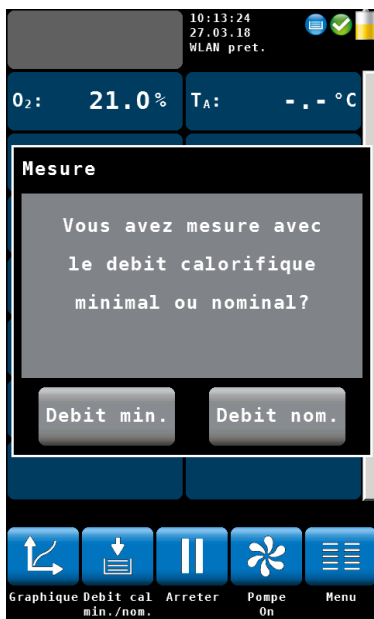 10:13:24
27.03.18
WLAN pret.
O₂: 21.0 % TA: -.- °C
Mesure
Vous avez mesure avec
le debit calorifique
minimal ou nominal?
Debit min. Debit nom.
Graphique Debit cal min./nom. Arreter Pompe On Menu